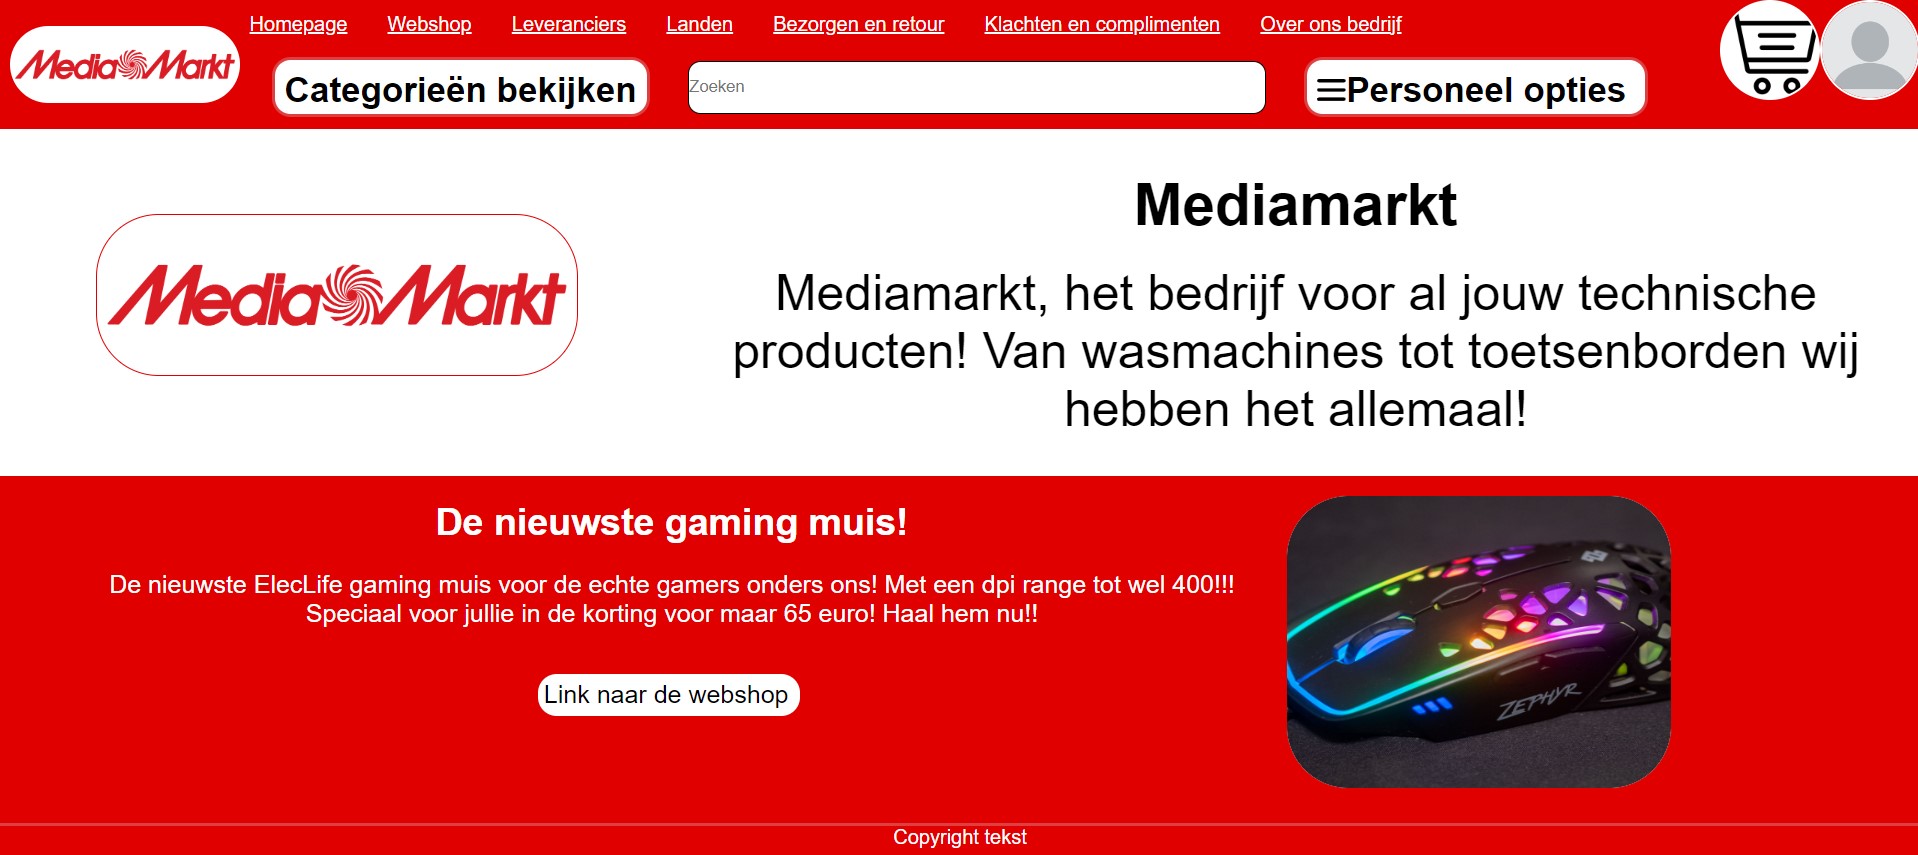 Homepage Webshop Leveranciers Landen Bezorgen en retour Klachten en complimenten Over ons bedrijf
Media Markt
Categorieën bekijken
Zoeken
Personeel opties
Mediamarkt
Media Markt
Mediamarkt, het bedrijf voor al jouw technische
producten! Van wasmachines tot toetsenborden wij
hebben het allemaal!
De nieuwste gaming muis!
De nieuwste ElecLife gaming muis voor de echte gamers onders ons! Met een dpi range tot wel 400!!!
Speciaal voor jullie in de korting voor maar 65 euro! Haal hem nu!!
Link naar de webshop
ZEPHYR
Copyright tekst